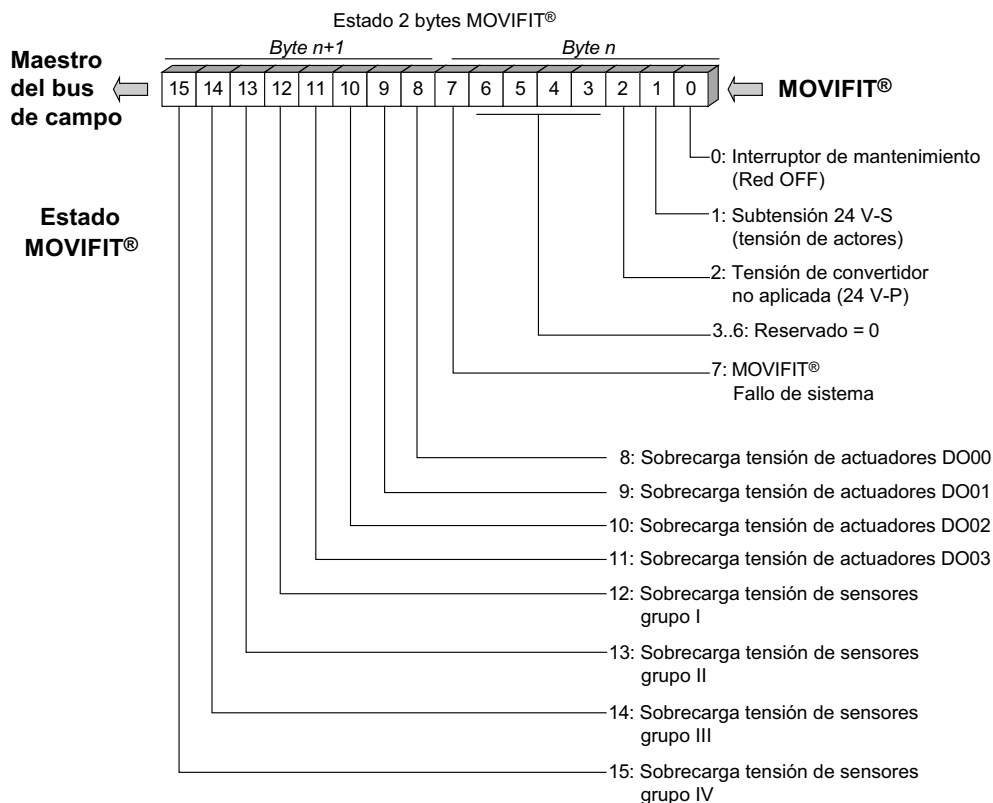 Estado 2 bytes MOVIFIT®
Byte n+1
Byte n
Maestro
del bus
de campo
15 14 13 12 11 10 9 8 7 6 5 4 3 2 1 0
MOVIFIT®
0: Interruptor de mantenimiento
(Red OFF)
Estado
MOVIFIT®
1: Subtensión 24 V-S
(tensión de actores)
2: Tensión de convertidor
no aplicada (24 V-P)
3..6: Reservado = 0
7: MOVIFIT®
Fallo de sistema
8: Sobrecarga tensión de actuadores DO00
9: Sobrecarga tensión de actuadores DO01
10: Sobrecarga tensión de actuadores DO02
11: Sobrecarga tensión de actuadores DO03
12: Sobrecarga tensión de sensores
grupo I
13: Sobrecarga tensión de sensores
grupo II
14: Sobrecarga tensión de sensores
grupo III
15: Sobrecarga tensión de sensores
grupo IV